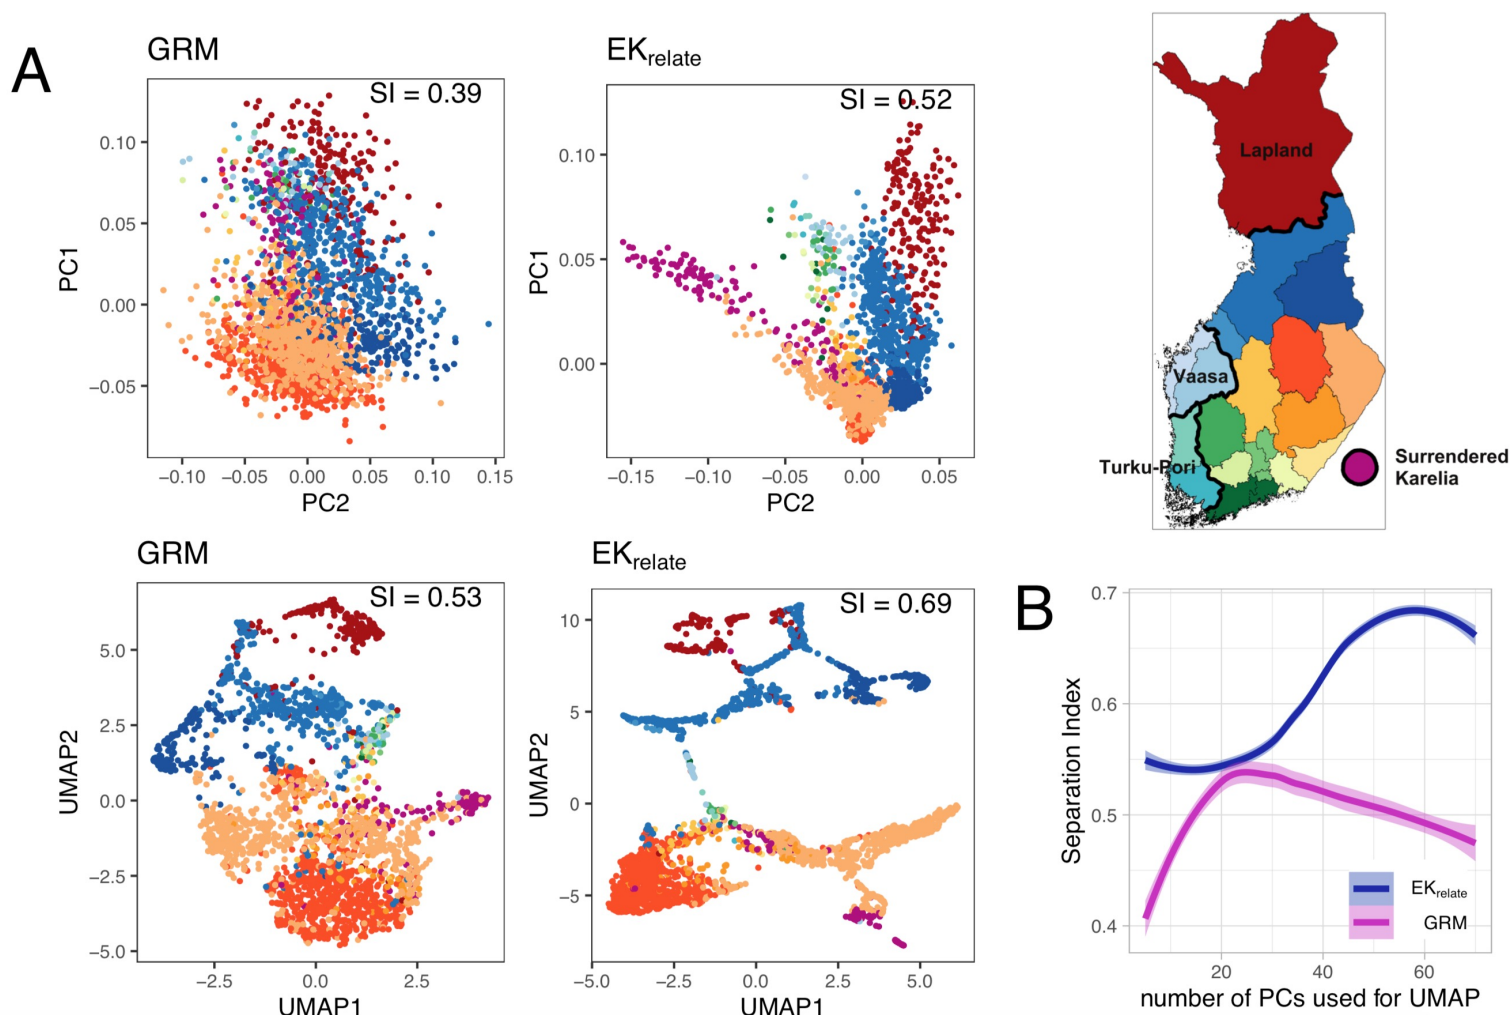 A
GRM
SI = 0.39
0.10
0.05
0.00
−0.05
PC1
−0.10
−0.05
0.00
0.05
0.10
0.15
PC2
EKrelate
SI = 0.52
0.10
0.05
0.00
PC1
−0.15
−0.10
−0.05
0.00
0.05
PC2
Lapland
Vaasa
Turku-Pori
Surrendered
Karelia
GRM
SI = 0.53
5.0
2.5
0.0
−2.5
−5.0
UMAP2
−2.5
0.0
2.5
UMAP1
EKrelate
SI = 0.69
10
5
0
−5
UMAP2
−5.0
−2.5
0.0
2.5
5.0
UMAP1
B
0.7
0.6
0.5
0.4
Separation Index
EKrelate
GRM
20
40
60
number of PCs used for UMAP